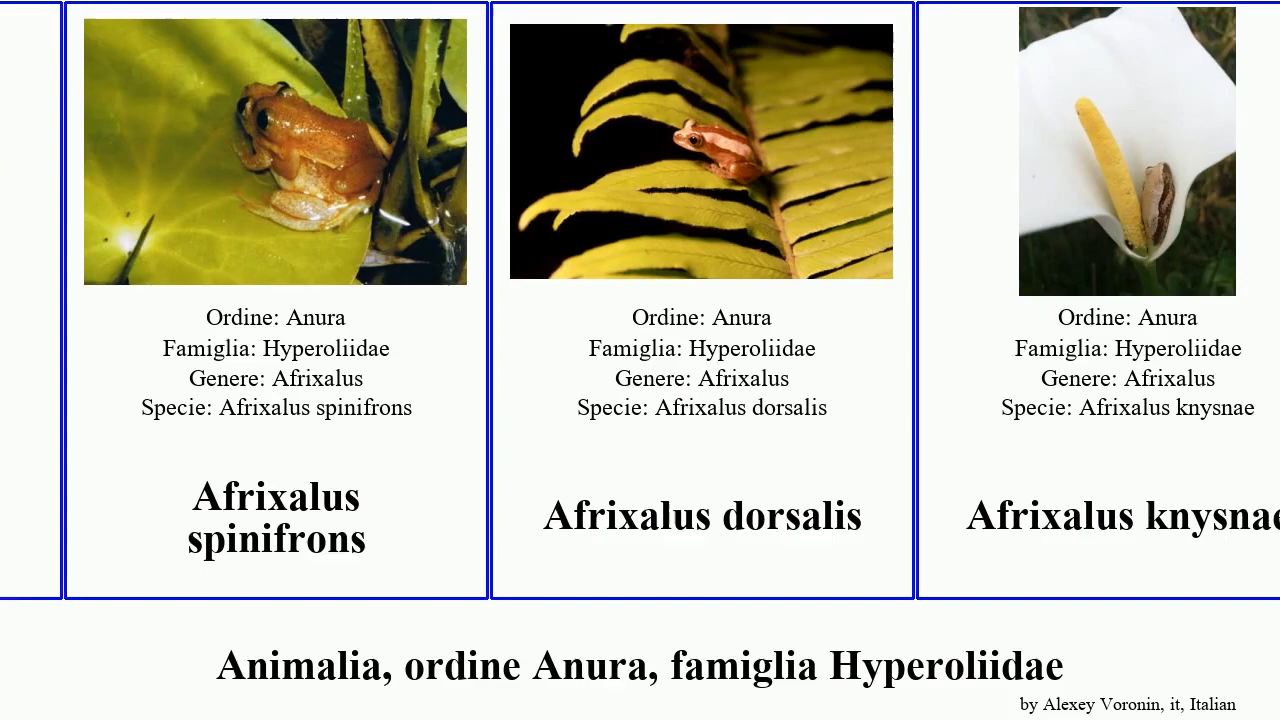 Ordine: Anura
Famiglia: Hyperoliidae
Genere: Afrixalus
Specie: Afrixalus spinifrons
Afrixalus
spinifrons
Ordine: Anura
Famiglia: Hyperoliidae
Genere: Afrixalus
Specie: Afrixalus dorsalis
Afrixalus dorsalis
Ordine: Anura
Famiglia: Hyperoliidae
Genere: Afrixalus
Specie: Afrixalus knysnae
Afrixalus knysnae
Animalia, ordine Anura, famiglia Hyperoliidae
by Alexey Voronin, it, Italian